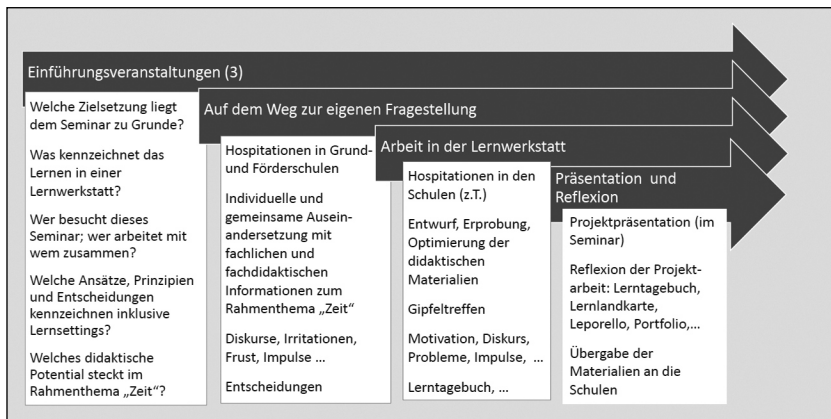 Einführungsveranstaltungen (3)
Welche Zielsetzung liegt
dem Seminar zu Grunde?
Was kennzeichnet das
Lernen in einer
Lernwerkstatt?
Wer besucht dieses
Seminar; wer arbeitet mit
wem zusammen?
Welche Ansätze, Prinzipien
und Entscheidungen
kennzeichnen inklusive
Lernsettings?
Welches didaktische
Potential steckt im
Rahmenthema „Zeit“?
Auf dem Weg zur eigenen Fragestellung
Hospitationen in Grund-
und Förderschulen
Individuelle und
gemeinsame Ausein-
andersetzung mit
fachlichen und
fachdidaktischen
Informationen zum
Rahmenthema „Zeit“
Diskurse, Irritationen,
Frust, Impulse ...
Entscheidungen
Arbeit in der Lernwerkstatt
Hospitationen in den
Schulen (z.T.)
Entwurf, Erprobung,
Optimierung der
didaktischen
Materialien
Gipfeltreffen
Motivation, Diskurs,
Probleme, Impulse, ...
Lerntagebuch, ...
Präsentation und
Reflexion
Projektpräsentation (im
Seminar)
Reflexion der Projekt-
arbeit: Lerntagebuch,
Lernlandkarte,
Leporello, Portfolio,...
Übergabe der
Materialien an die
Schulen